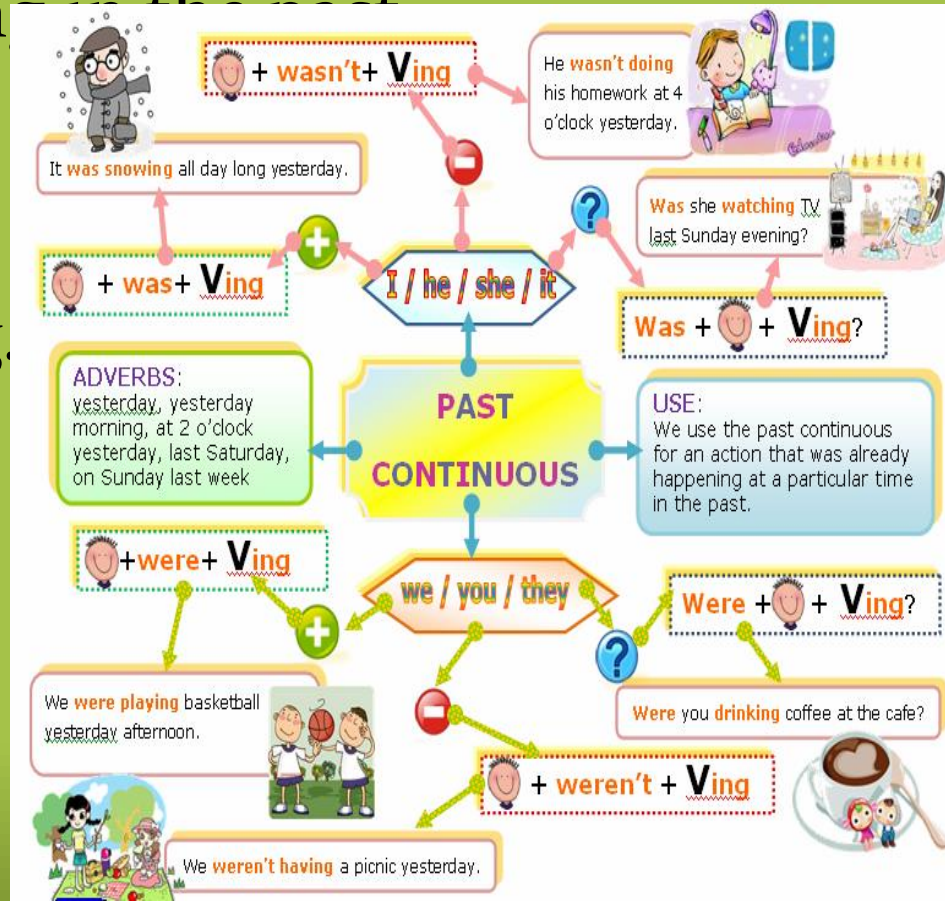 in the past
+ wasn't+ Ving
He wasn't doing
his homework at 4
o'clock yesterday.
It was snowing all day long yesterday.
Was she watching TV
last Sunday evening?
I / he / she / it
+ was+ Ving
Was + + Ving?
ADVERBS:
yesterday, yesterday
morning, at 2 o'clock
yesterday, last Saturday,
on Sunday last week
PAST
CONTINUOUS
USE:
We use the past continuous
for an action that was already
happening at a particular time
in the past.
+were+ Ving
we / you / they
Were + + Ving?
We were playing basketball
yesterday afternoon.
Were you drinking coffee at the cafe?
+ weren't + Ving
We weren't having a picnic yesterday.